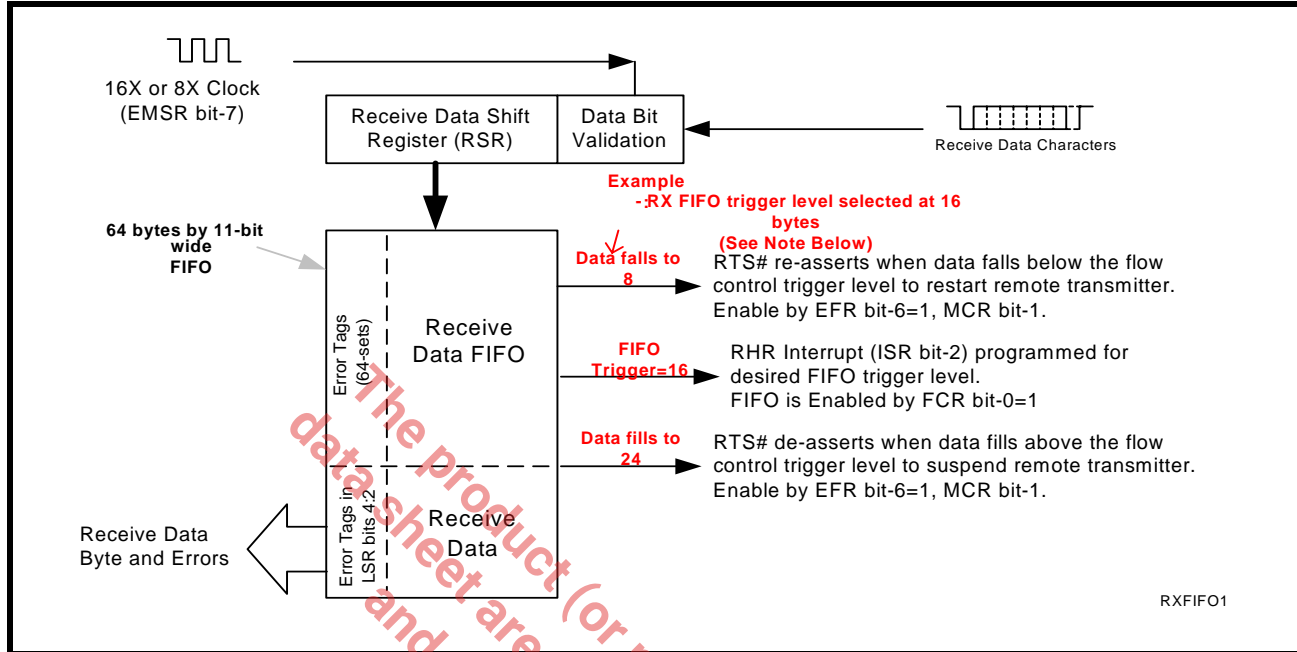 16X or 8X Clock
(EMSR bit-7)
Receive Data Shift
Register (RSR)
Data Bit
Validation
Receive Data Characters
Example
-:RX FIFO trigger level selected at 16
bytes
(See Note Below)
64 bytes by 11-bit
wide
FIFO
Data falls to
8
RTS# re-asserts when data falls below the flow
control trigger level to restart remote transmitter.
Enable by EFR bit-6=1, MCR bit-1.
Error Tags
(64-sets)
Receive
Data FIFO
FIFO
Trigger=16
RHR Interrupt (ISR bit-2) programmed for
desired FIFO trigger level.
FIFO is Enabled by FCR bit-0=1
Data fills to
24
RTS# de-asserts when data fills above the flow
control trigger level to suspend remote transmitter.
Enable by EFR bit-6=1, MCR bit-1.
Error Tags in
LSR bits 4:2
Receive
Data
Receive Data
Byte and Errors
RXFIFO1
The product (or
data sheet are
and